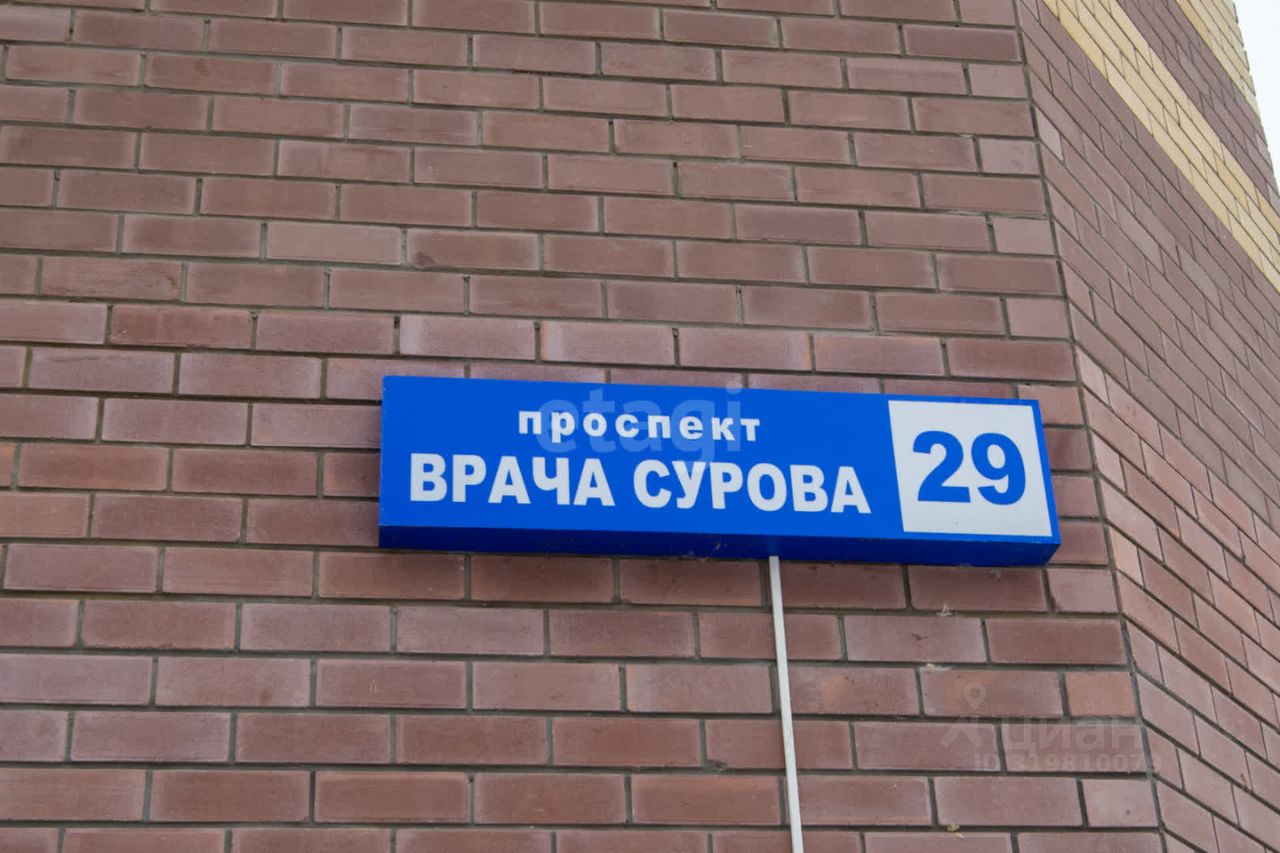 проспект
ВРАЧА СУРОВА
29
etagi
циан